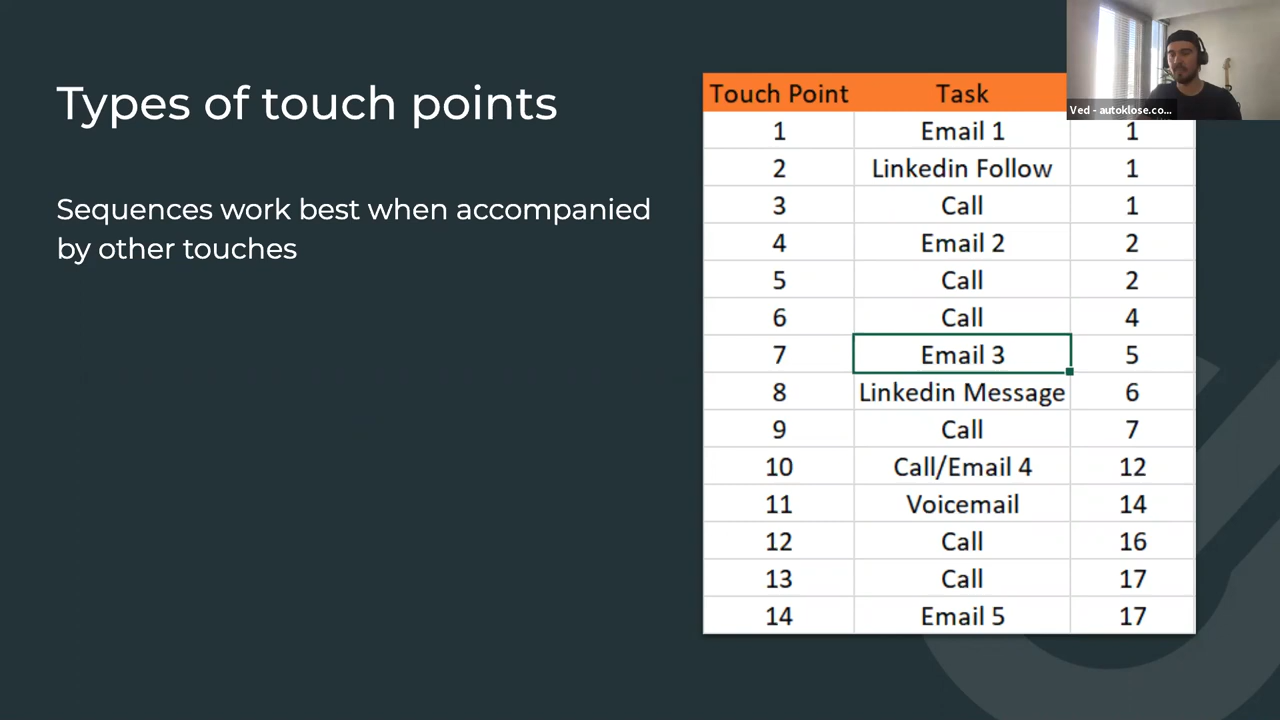 Types of touch points
Sequences work best when accompanied
by other touches
Touch Point Task
1 Email 1 1
2 Linkedin Follow 1
3 Call 1
4 Email 2 2
5 Call 2
6 Call 4
7 Email 3 5
8 Linkedin Message 6
9 Call 7
10 Call/Email 4 12
11 Voicemail 14
12 Call 16
13 Call 17
14 Email 5 17
Ved - autoklose.co...